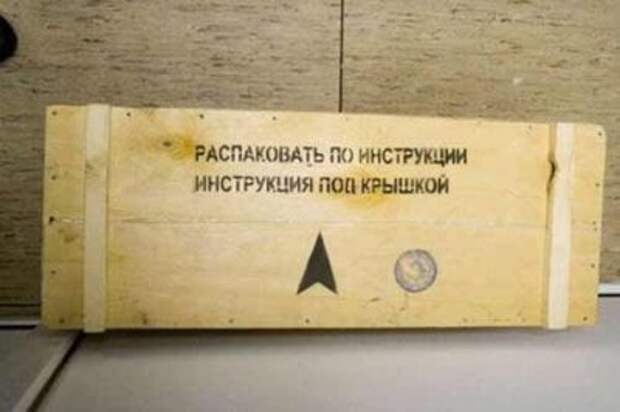 РАСПАКОВАТЬ ПО ИНСТРУКЦИИ
ИНСТРУКЦИЯ ПОД КРЫШКОЙ